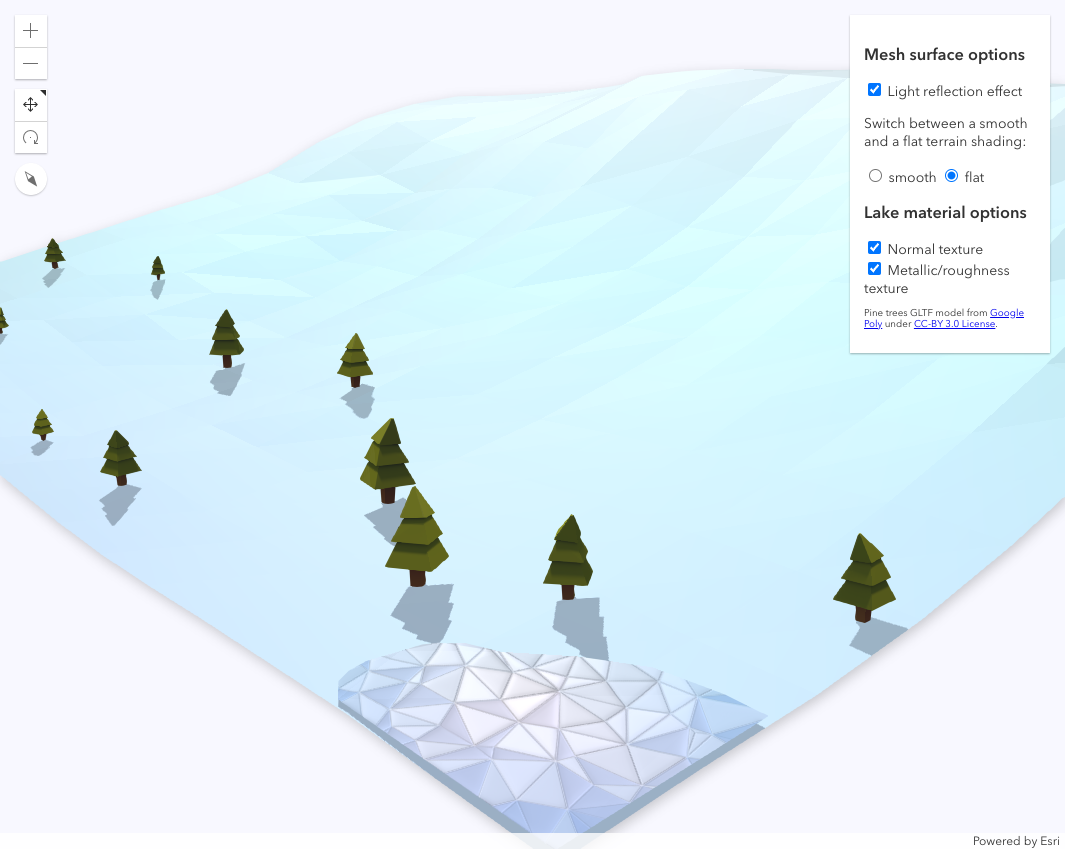 Mesh surface options
Light reflection effect
Switch between a smooth
and a flat terrain shading:
smooth flat
Lake material options
Normal texture
Metallic/roughness
texture
Pine trees GLTF model from Google
Poly under CC-BY 3.0 License.
Powered by Esri